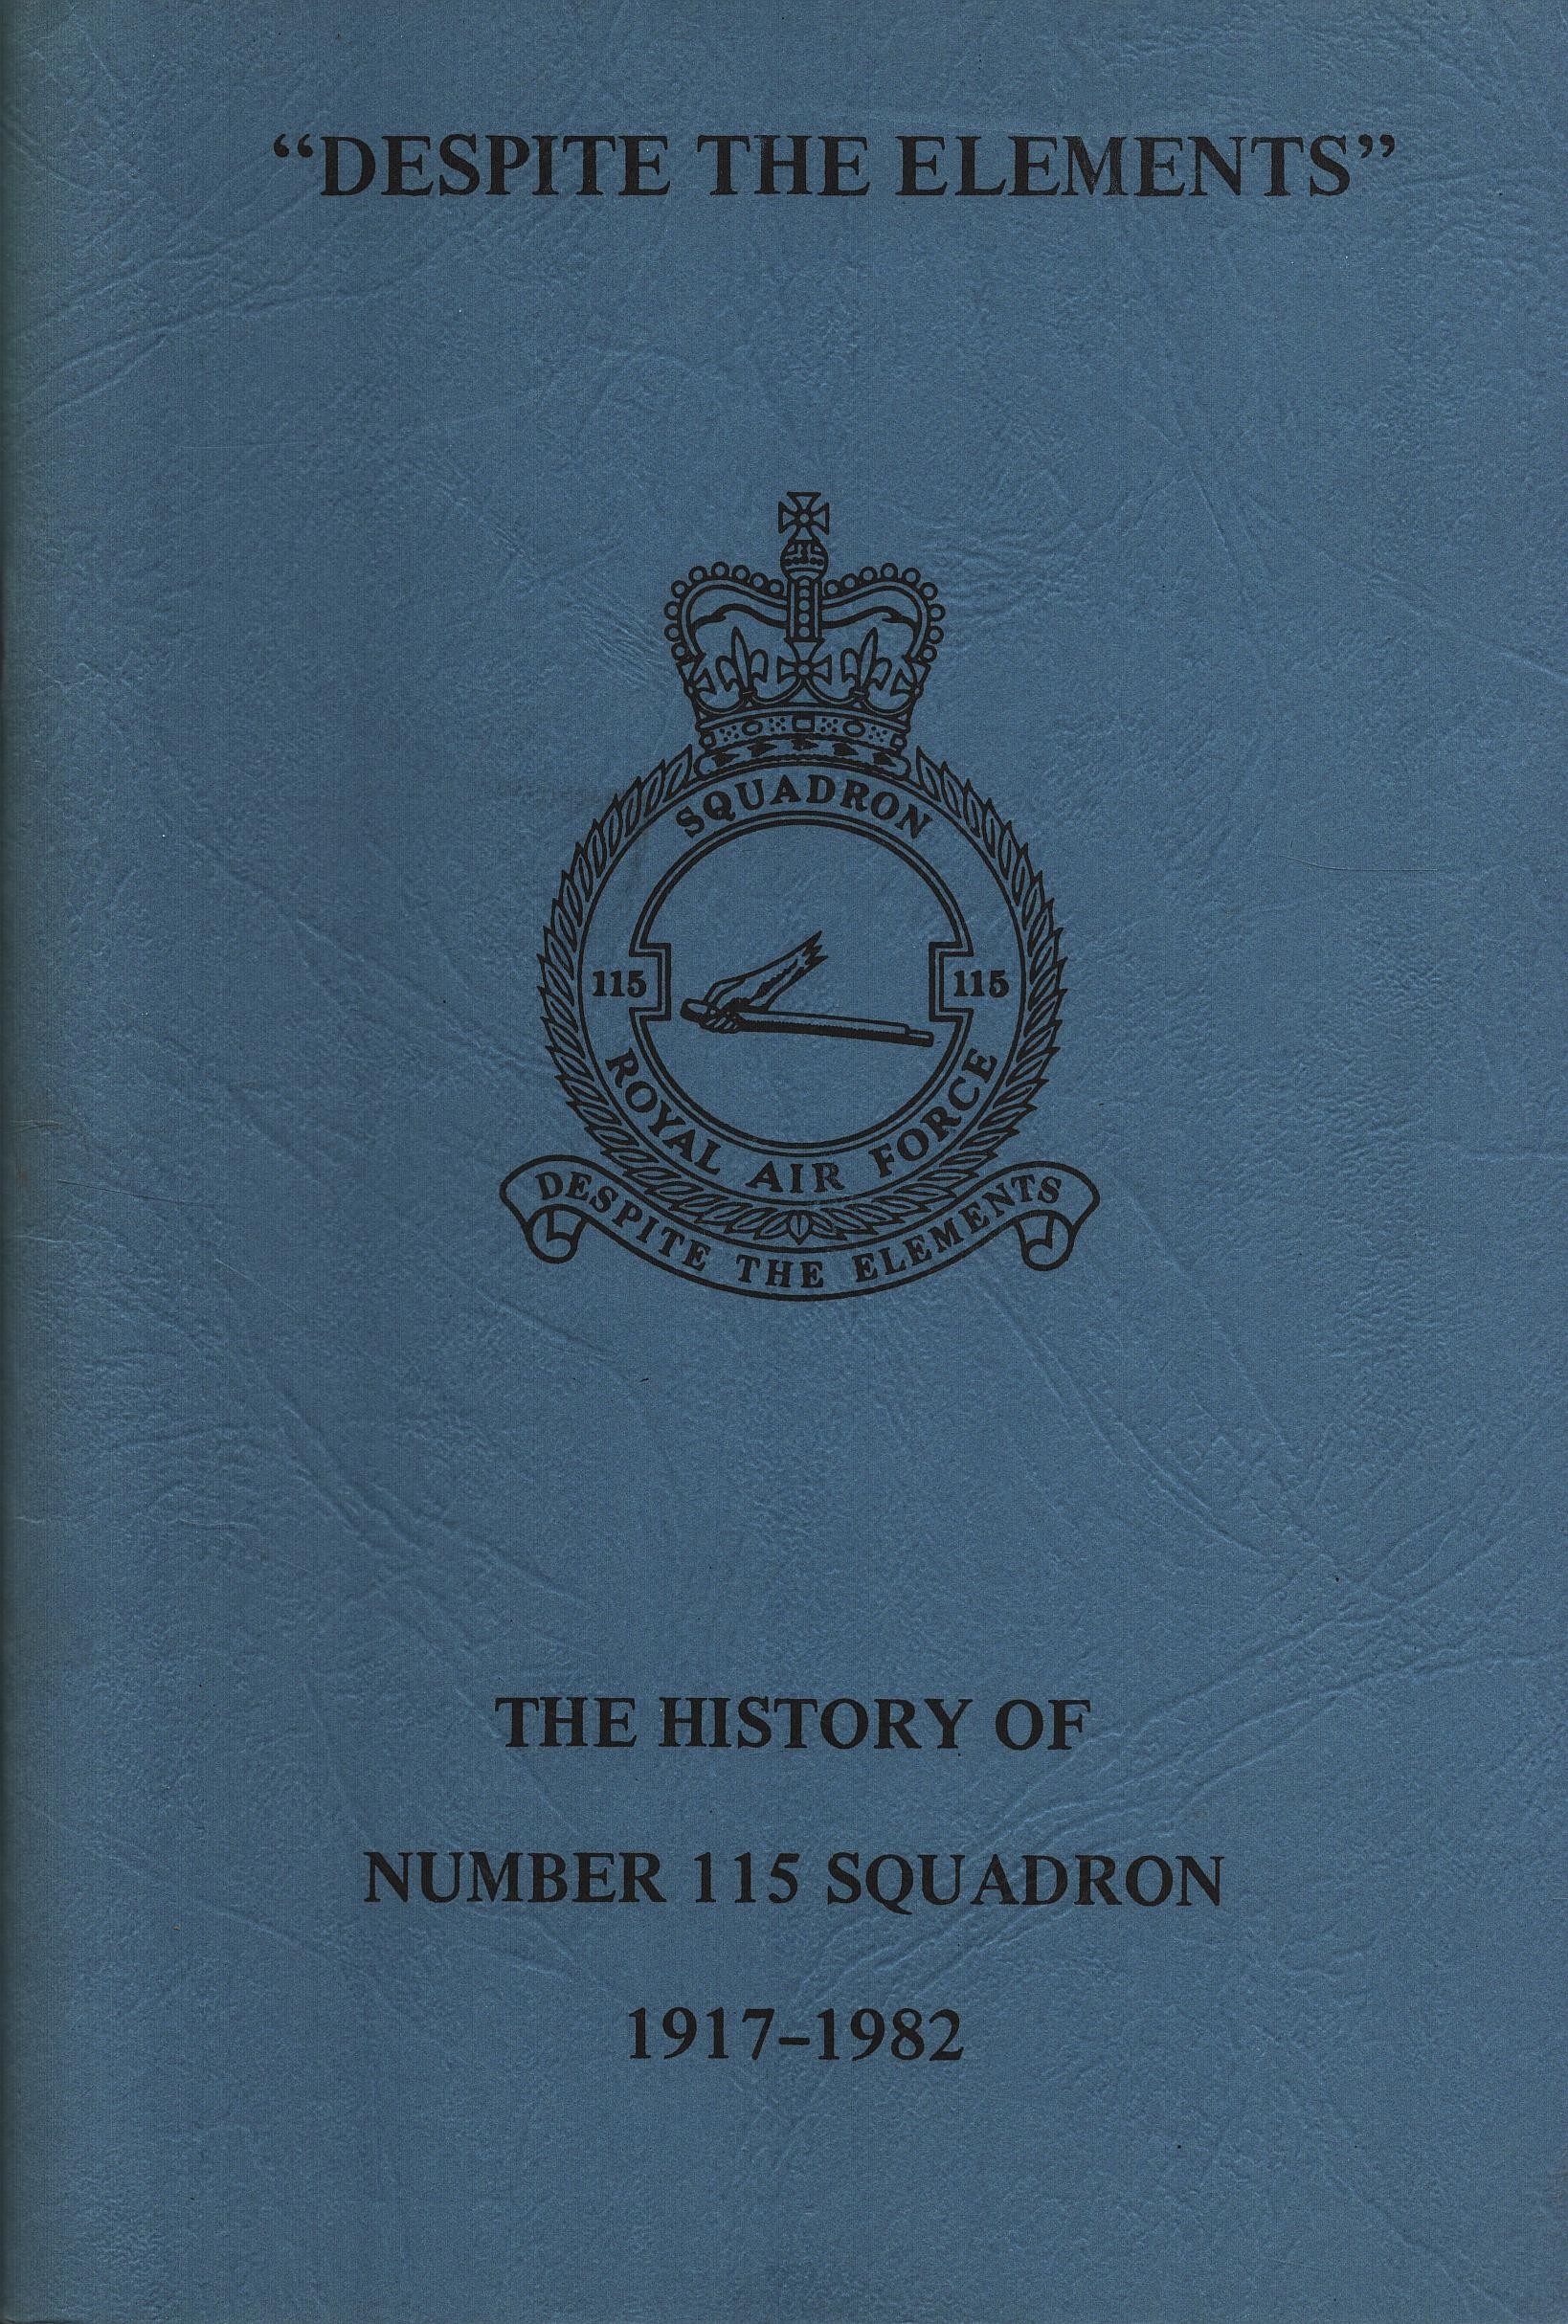 “DESPITE THE ELEMENTS”
SQUADRON
115 115
ROYAL AIR FORCE
DESPITE THE ELEMENTS
THE HISTORY OF
NUMBER 115 SQUADRON
1917–1982